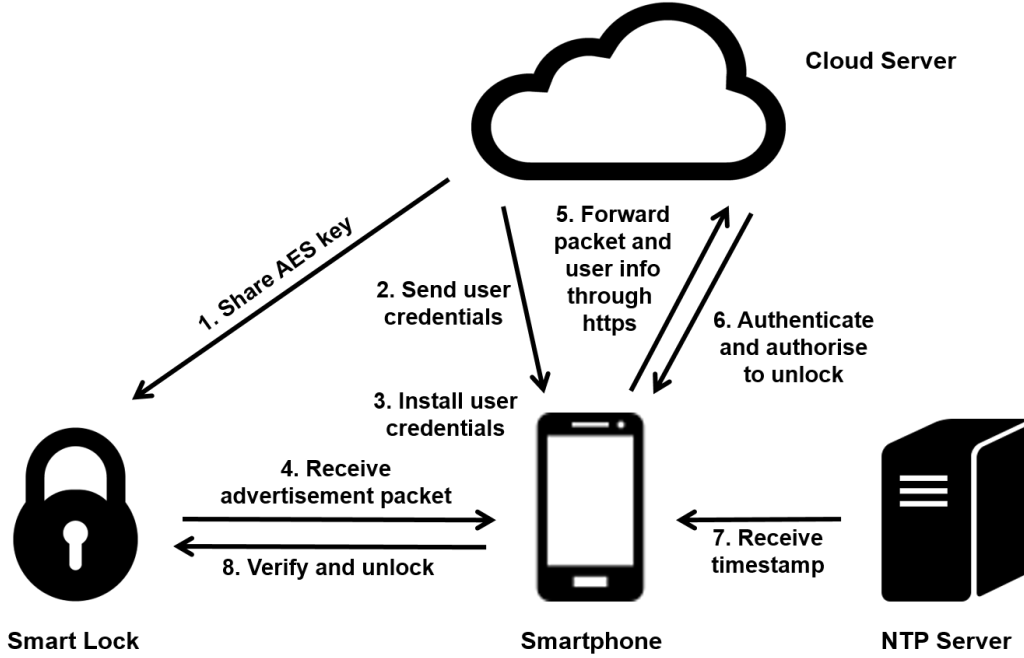 Cloud Server
1. Share AES key
2. Send user
credentials
5. Forward
packet and
user info
through
https
6. Authenticate
and authorise
to unlock
3. Install user
credentials
4. Receive
advertisement packet
8. Verify and unlock
7. Receive
timestamp
Smart Lock
Smartphone
NTP Server